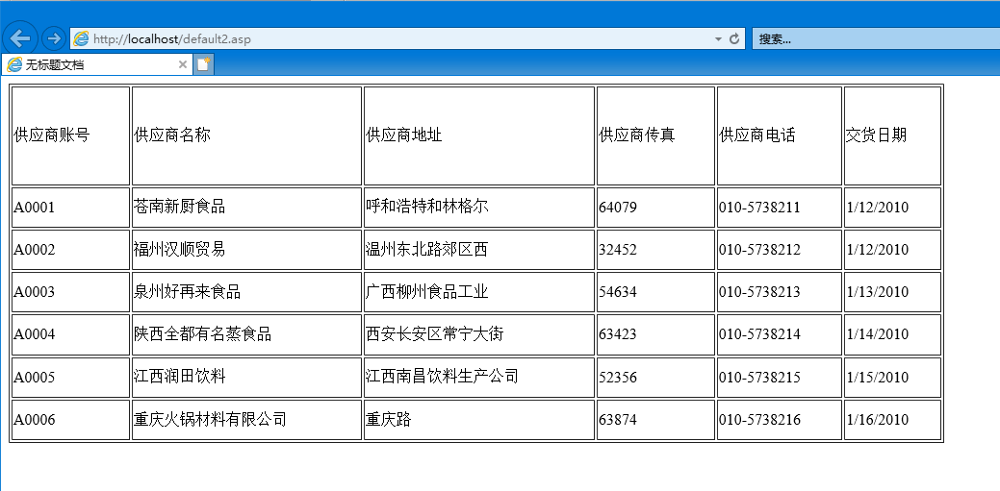 http://localhost/default2.asp
搜索...
无标题文档
供应商账号 供应商名称 供应商地址 供应商传真 供应商电话 交货日期
A0001 苍南新厨食品 呼和浩特和林格尔 64079 010-5738211 1/12/2010
A0002 福州汉顺贸易 温州东北路郊区西 32452 010-5738212 1/12/2010
A0003 泉州好再来食品 广西柳州食品工业 54634 010-5738213 1/13/2010
A0004 陕西全都有名蒸食品 西安长安区常宁大街 63423 010-5738214 1/14/2010
A0005 江西润田饮料 江西南昌饮料生产公司 52356 010-5738215 1/15/2010
A0006 重庆火锅材料有限公司 重庆路 63874 010-5738216 1/16/2010